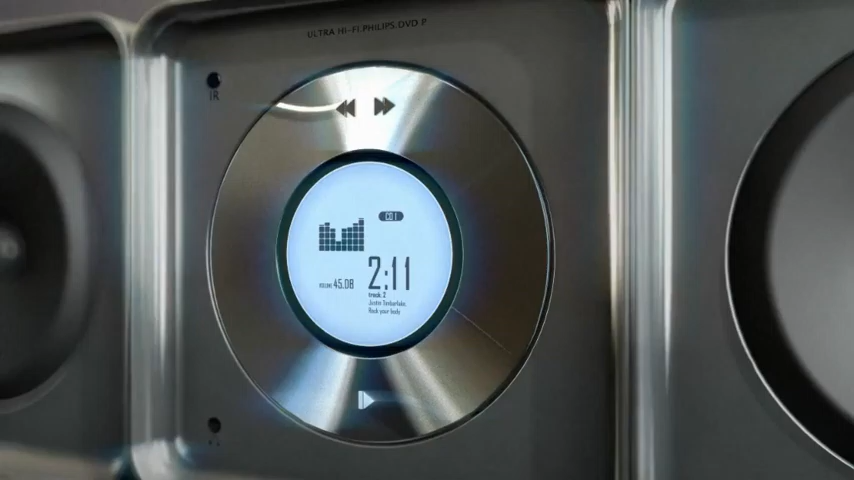 ULTRA HI-FI.PHILIPS.DVD P
IR
CD 1
2:11
VOLUME 45.08
track. 2
Justin Timberlake
Rock your body